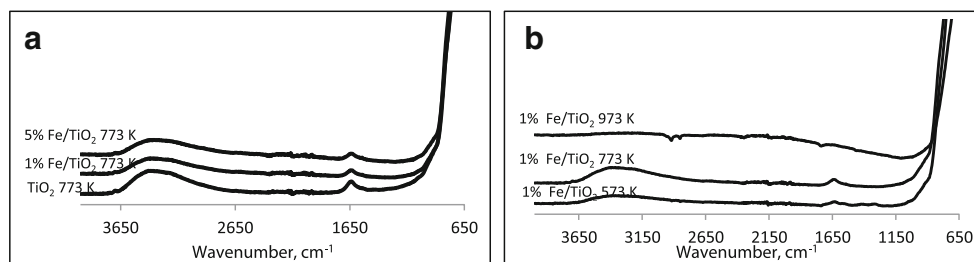 a
5% Fe/TiO₂ 773 K
1% Fe/TiO₂ 773 K
TiO₂ 773 K
3650 2650 1650 650
Wavenumber, cm⁻¹
b
1% Fe/TiO₂ 973 K
1% Fe/TiO₂ 773 K
1% Fe/TiO₂ 573 K
3650 3150 2650 2150 1650 1150 650
Wavenumber, cm⁻¹